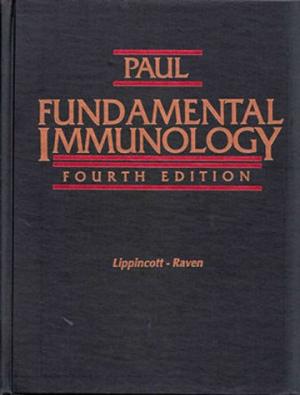 PAUL
FUNDAMENTAL
IMMUNOLOGY
FOURTH EDITION
Lippincott - Raven